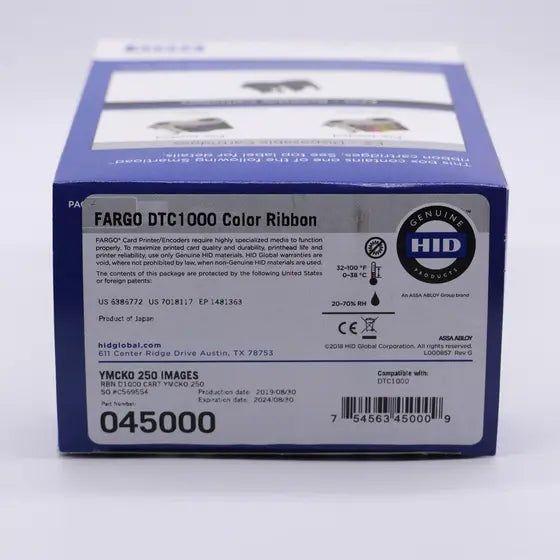 This box contains one of the following Smartload™
ribbon cartridges. See top label for details.
EZ - Disposable Cartridges
PAC
FARGO DTC1000 Color Ribbon
FARGO® Card Printer/Encoders require highly specialized media to function
properly. To maximize printed card quality and durability, printhead life and
printer reliability, use only Genuine HID materials. HID Global warranties are
void, where not prohibited by law, when non-Genuine HID materials are used.
The contents of this package are protected by the following United States
or foreign patents:
US 6386772 US 7018117 EP 1481363
Product of Japan
hidglobal.com
611 Center Ridge Drive Austin, TX 78753
32-100 °F
0-38 °C
20-70% RH
CE
GENUINE
HID
PRODUCTS
An ASSA ABLOY Group brand
ASSA ABLOY
©2018 HID Global Corporation. All rights reserved.
L000857 Rev G
YMCKO 250 IMAGES
RBN D1000 CART YMCKO 250
SO #C569554
Production date: 2019/08/30
Expiration date: 2024/08/30
Part Number:
045000
Compatible with:
DTC1000
7 54563 45000 9